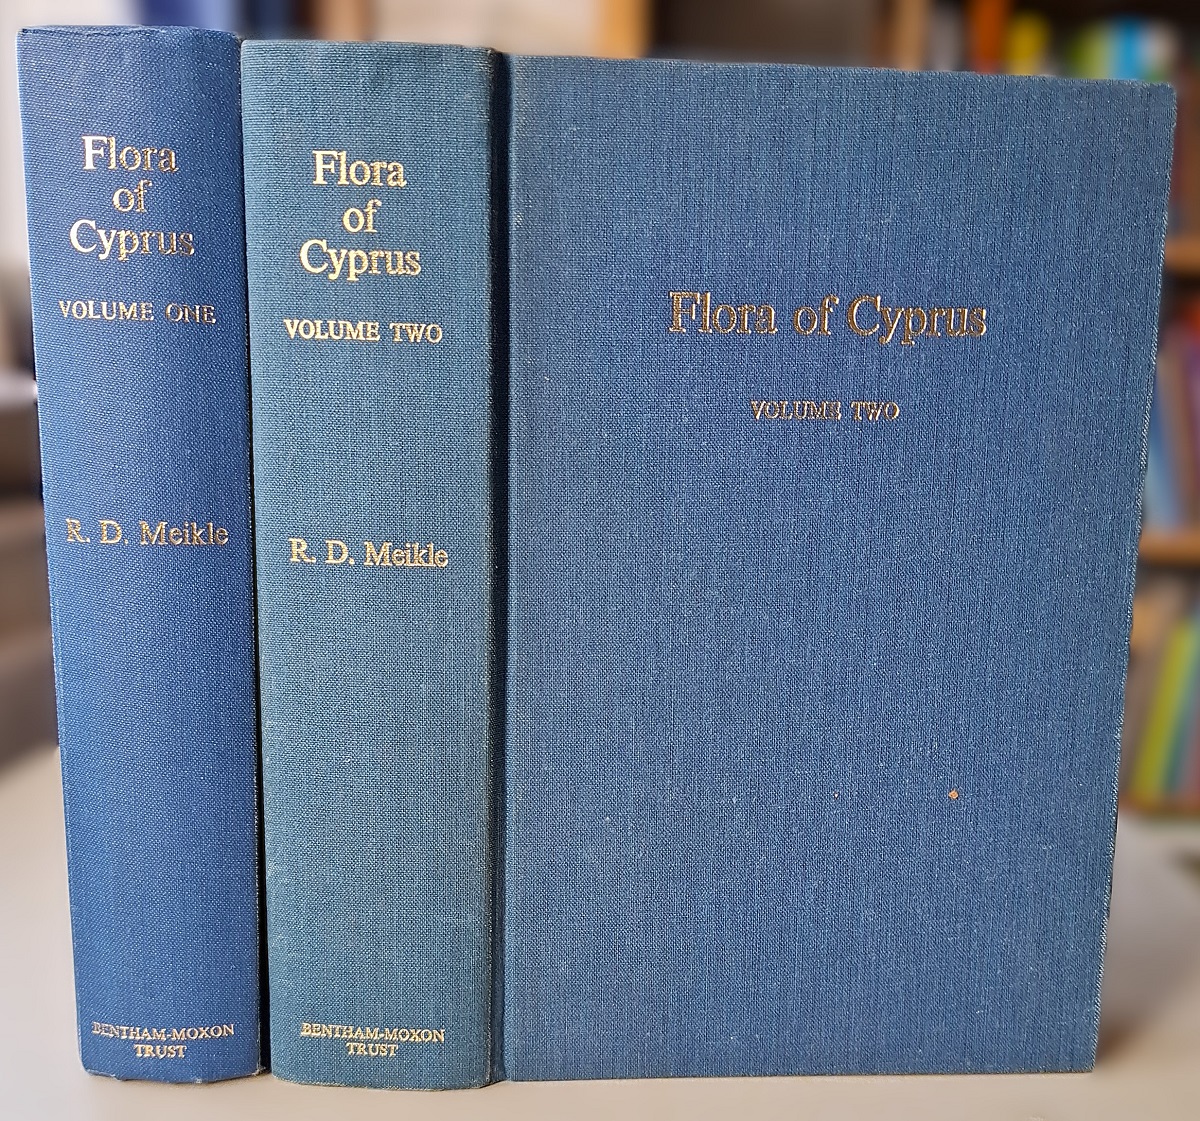 Flora
of
Cyprus
VOLUME ONE
R. D. Meikle
BENTHAM-MOXON
TRUST
Flora
of
Cyprus
VOLUME TWO
R. D. Meikle
BENTHAM-MOXON
TRUST
Flora of Cyprus
VOLUME TWO